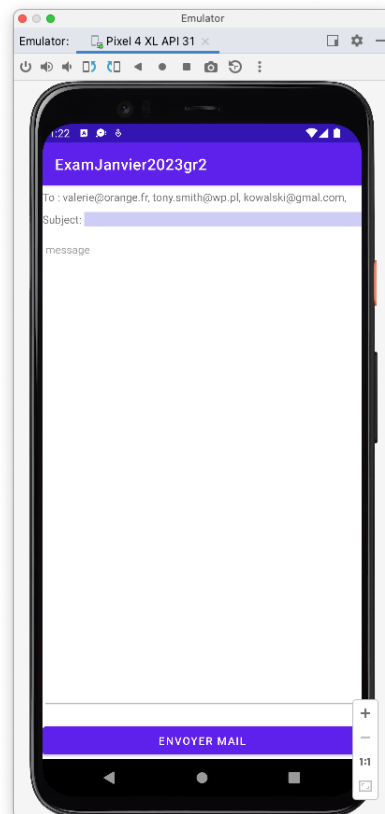 Emulator
Emulator: Pixel 4 XL API 31
1:22
ExamJanvier2023gr2
To : valerie@orange.fr, tony.smith@wp.pl, kowalski@gmal.com,
Subject:
message
ENVOYER MAIL
1:1